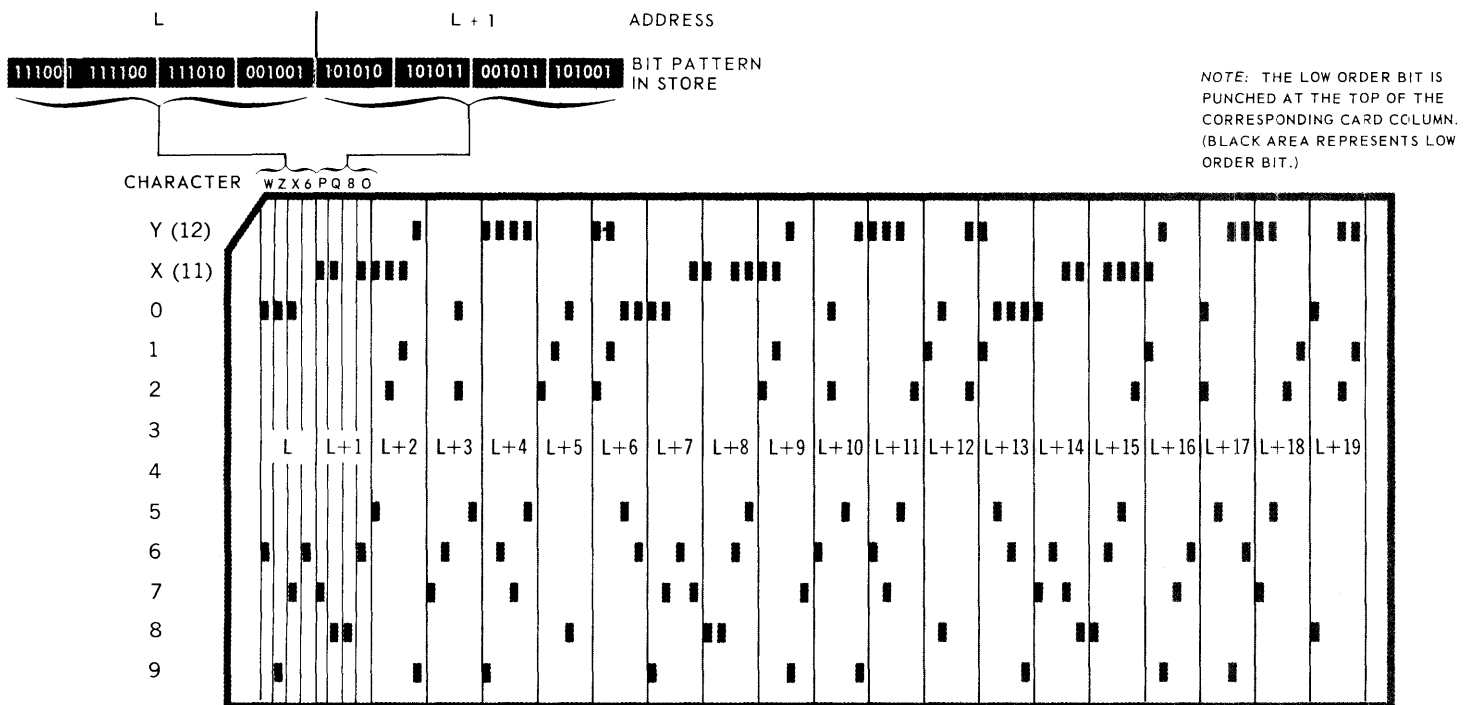 L L + 1 ADDRESS
111001 111100 111010 001001 101010 101011 001011 101001 BIT PATTERN
IN STORE
NOTE: THE LOW ORDER BIT IS
PUNCHED AT THE TOP OF THE
CORRESPONDING CARD COLUMN.
(BLACK AREA REPRESENTS LOW
ORDER BIT.)
CHARACTER W Z X 6 P Q 8 O
Y (12)
X (11)
0
1
2
3
L L+1 L+2 L+3 L+4 L+5 L+6 L+7 L+8 L+9 L+10 L+11 L+12 L+13 L+14 L+15 L+16 L+17 L+18 L+19
4
5
6
7
8
9